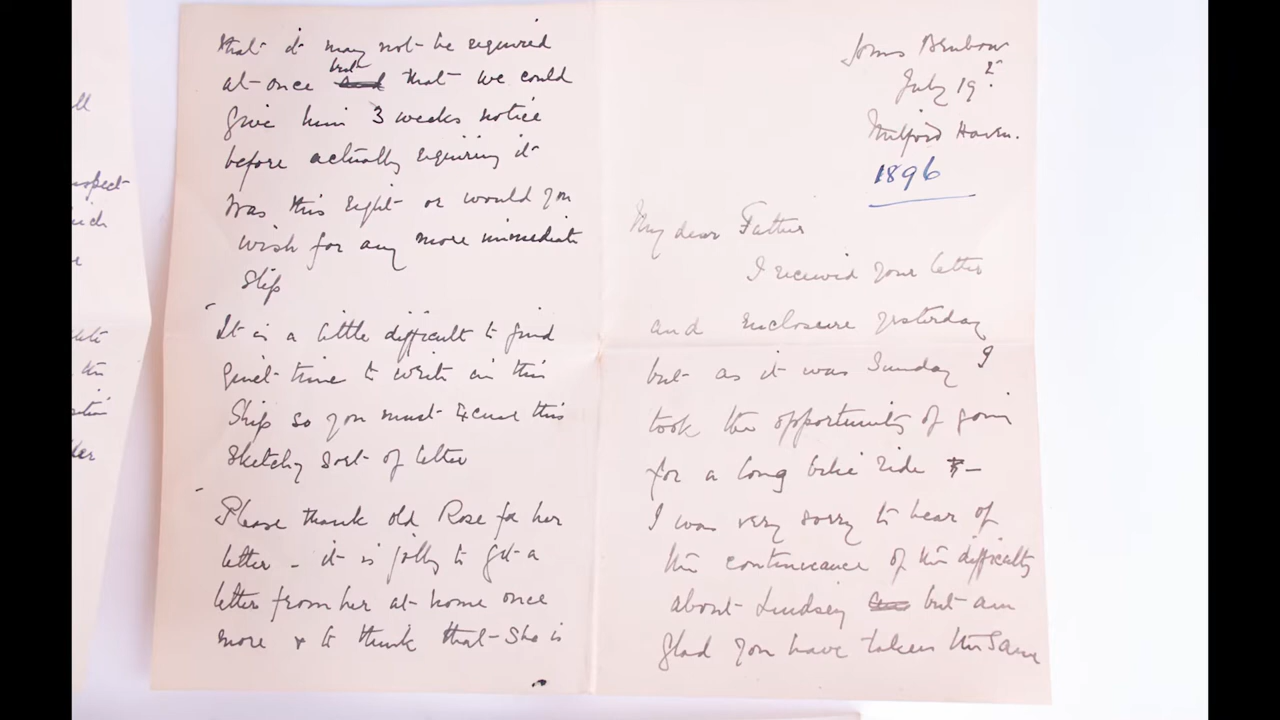 that it may not be required
at once but and that we could
give him 3 weeks notice
before actually requiring it
Was this right or would you
wish for any more immediate
Ship
"It is a little difficult to find
quiet time to write in this
Ship so you must excuse this
Sketchy sort of letter
Please thank old Rose for her
letter - it is jolly to get a
letter from her at home once
more & to think that She is
Benbow
July 19
Milford Haven.
1896
My dear Father
I received your letter
and enclosure yesterday
but as it was Sunday I
took the opportunity of going
for a long bike ride
I was very sorry to hear of
the continuance of the difficulty
about Lindsey but am
glad you have taken the same
ll
uch
the